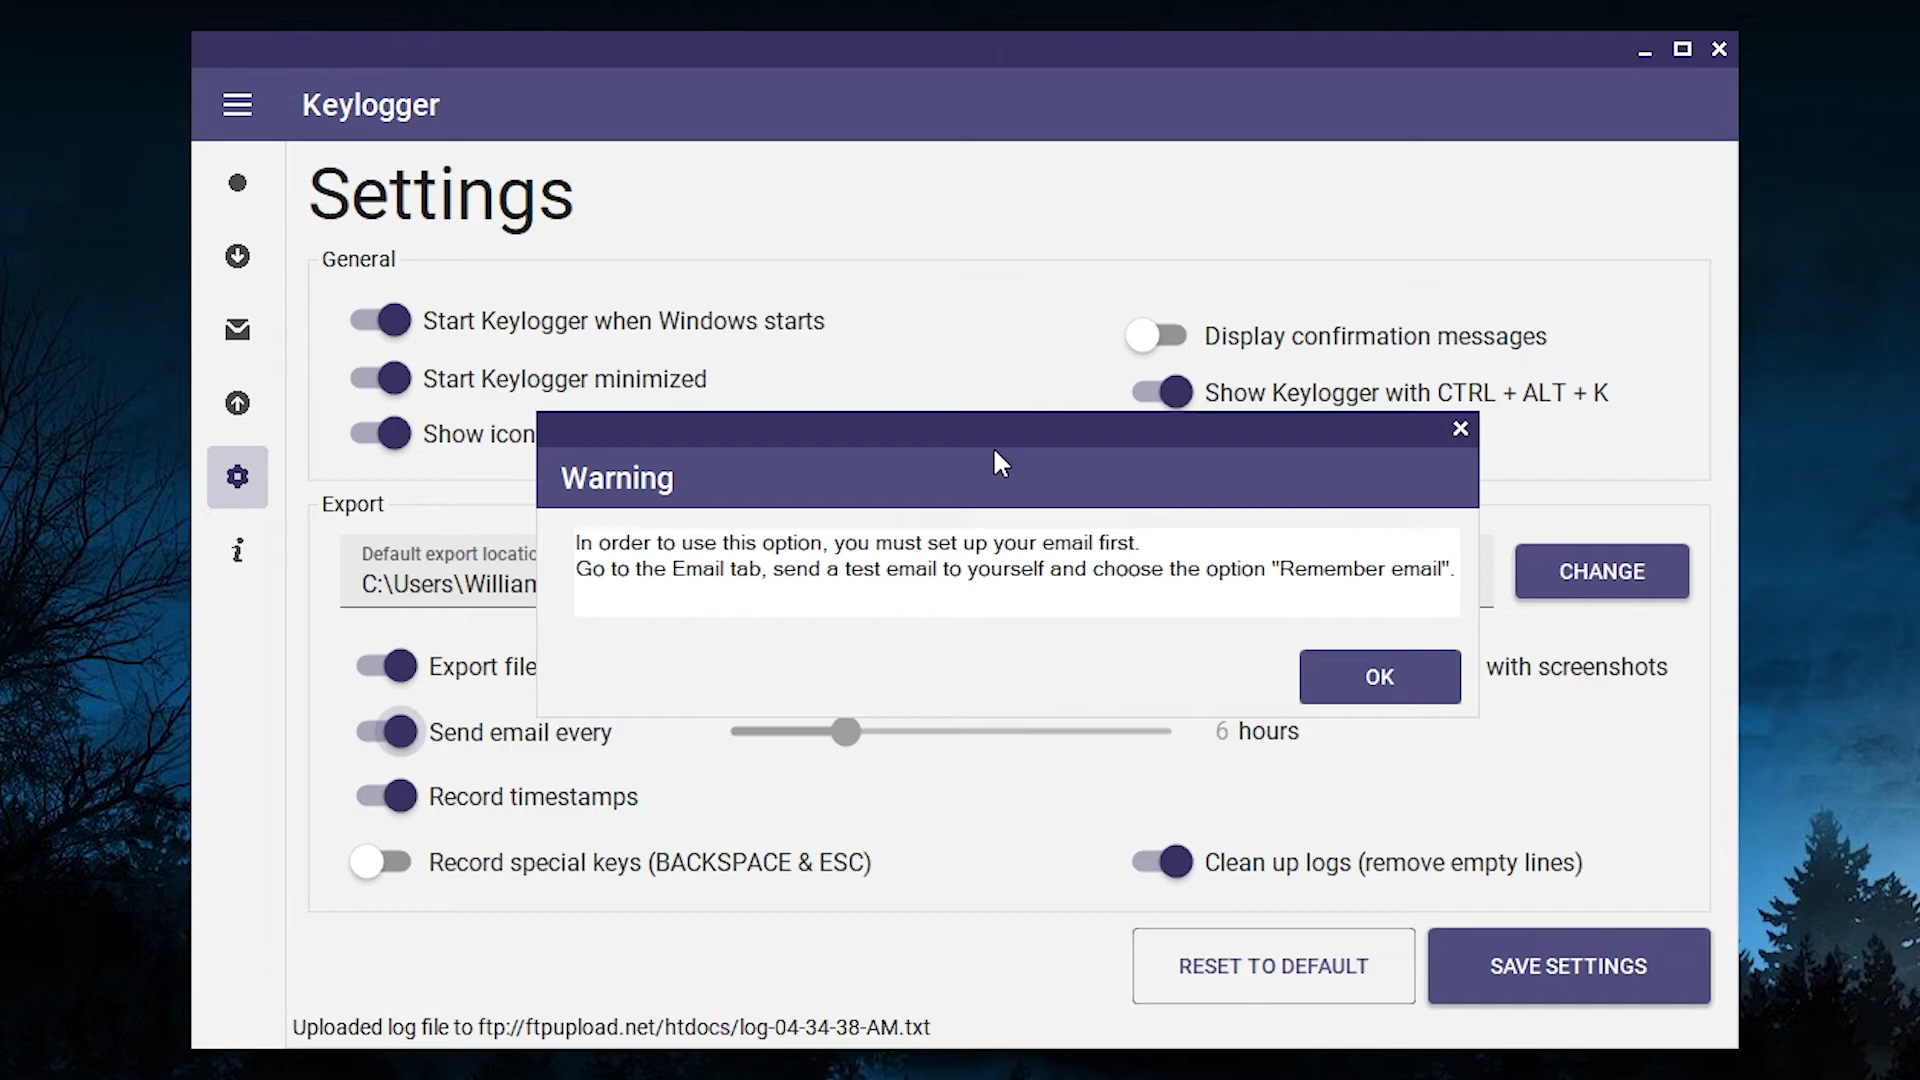 Keylogger
Settings
General
Start Keylogger when Windows starts
Display confirmation messages
Start Keylogger minimized
Show Keylogger with CTRL + ALT + K
Show icon
Warning
In order to use this option, you must set up your email first.
Go to the Email tab, send a test email to yourself and choose the option "Remember email".
OK
Export
Default export
C:\Users\William
CHANGE
Export file
with screenshots
Send email every
6 hours
Record timestamps
Record special keys (BACKSPACE & ESC)
Clean up logs (remove empty lines)
RESET TO DEFAULT
SAVE SETTINGS
Uploaded log file to ftp://ftpupload.net/htdocs/log-04-34-38-AM.txt